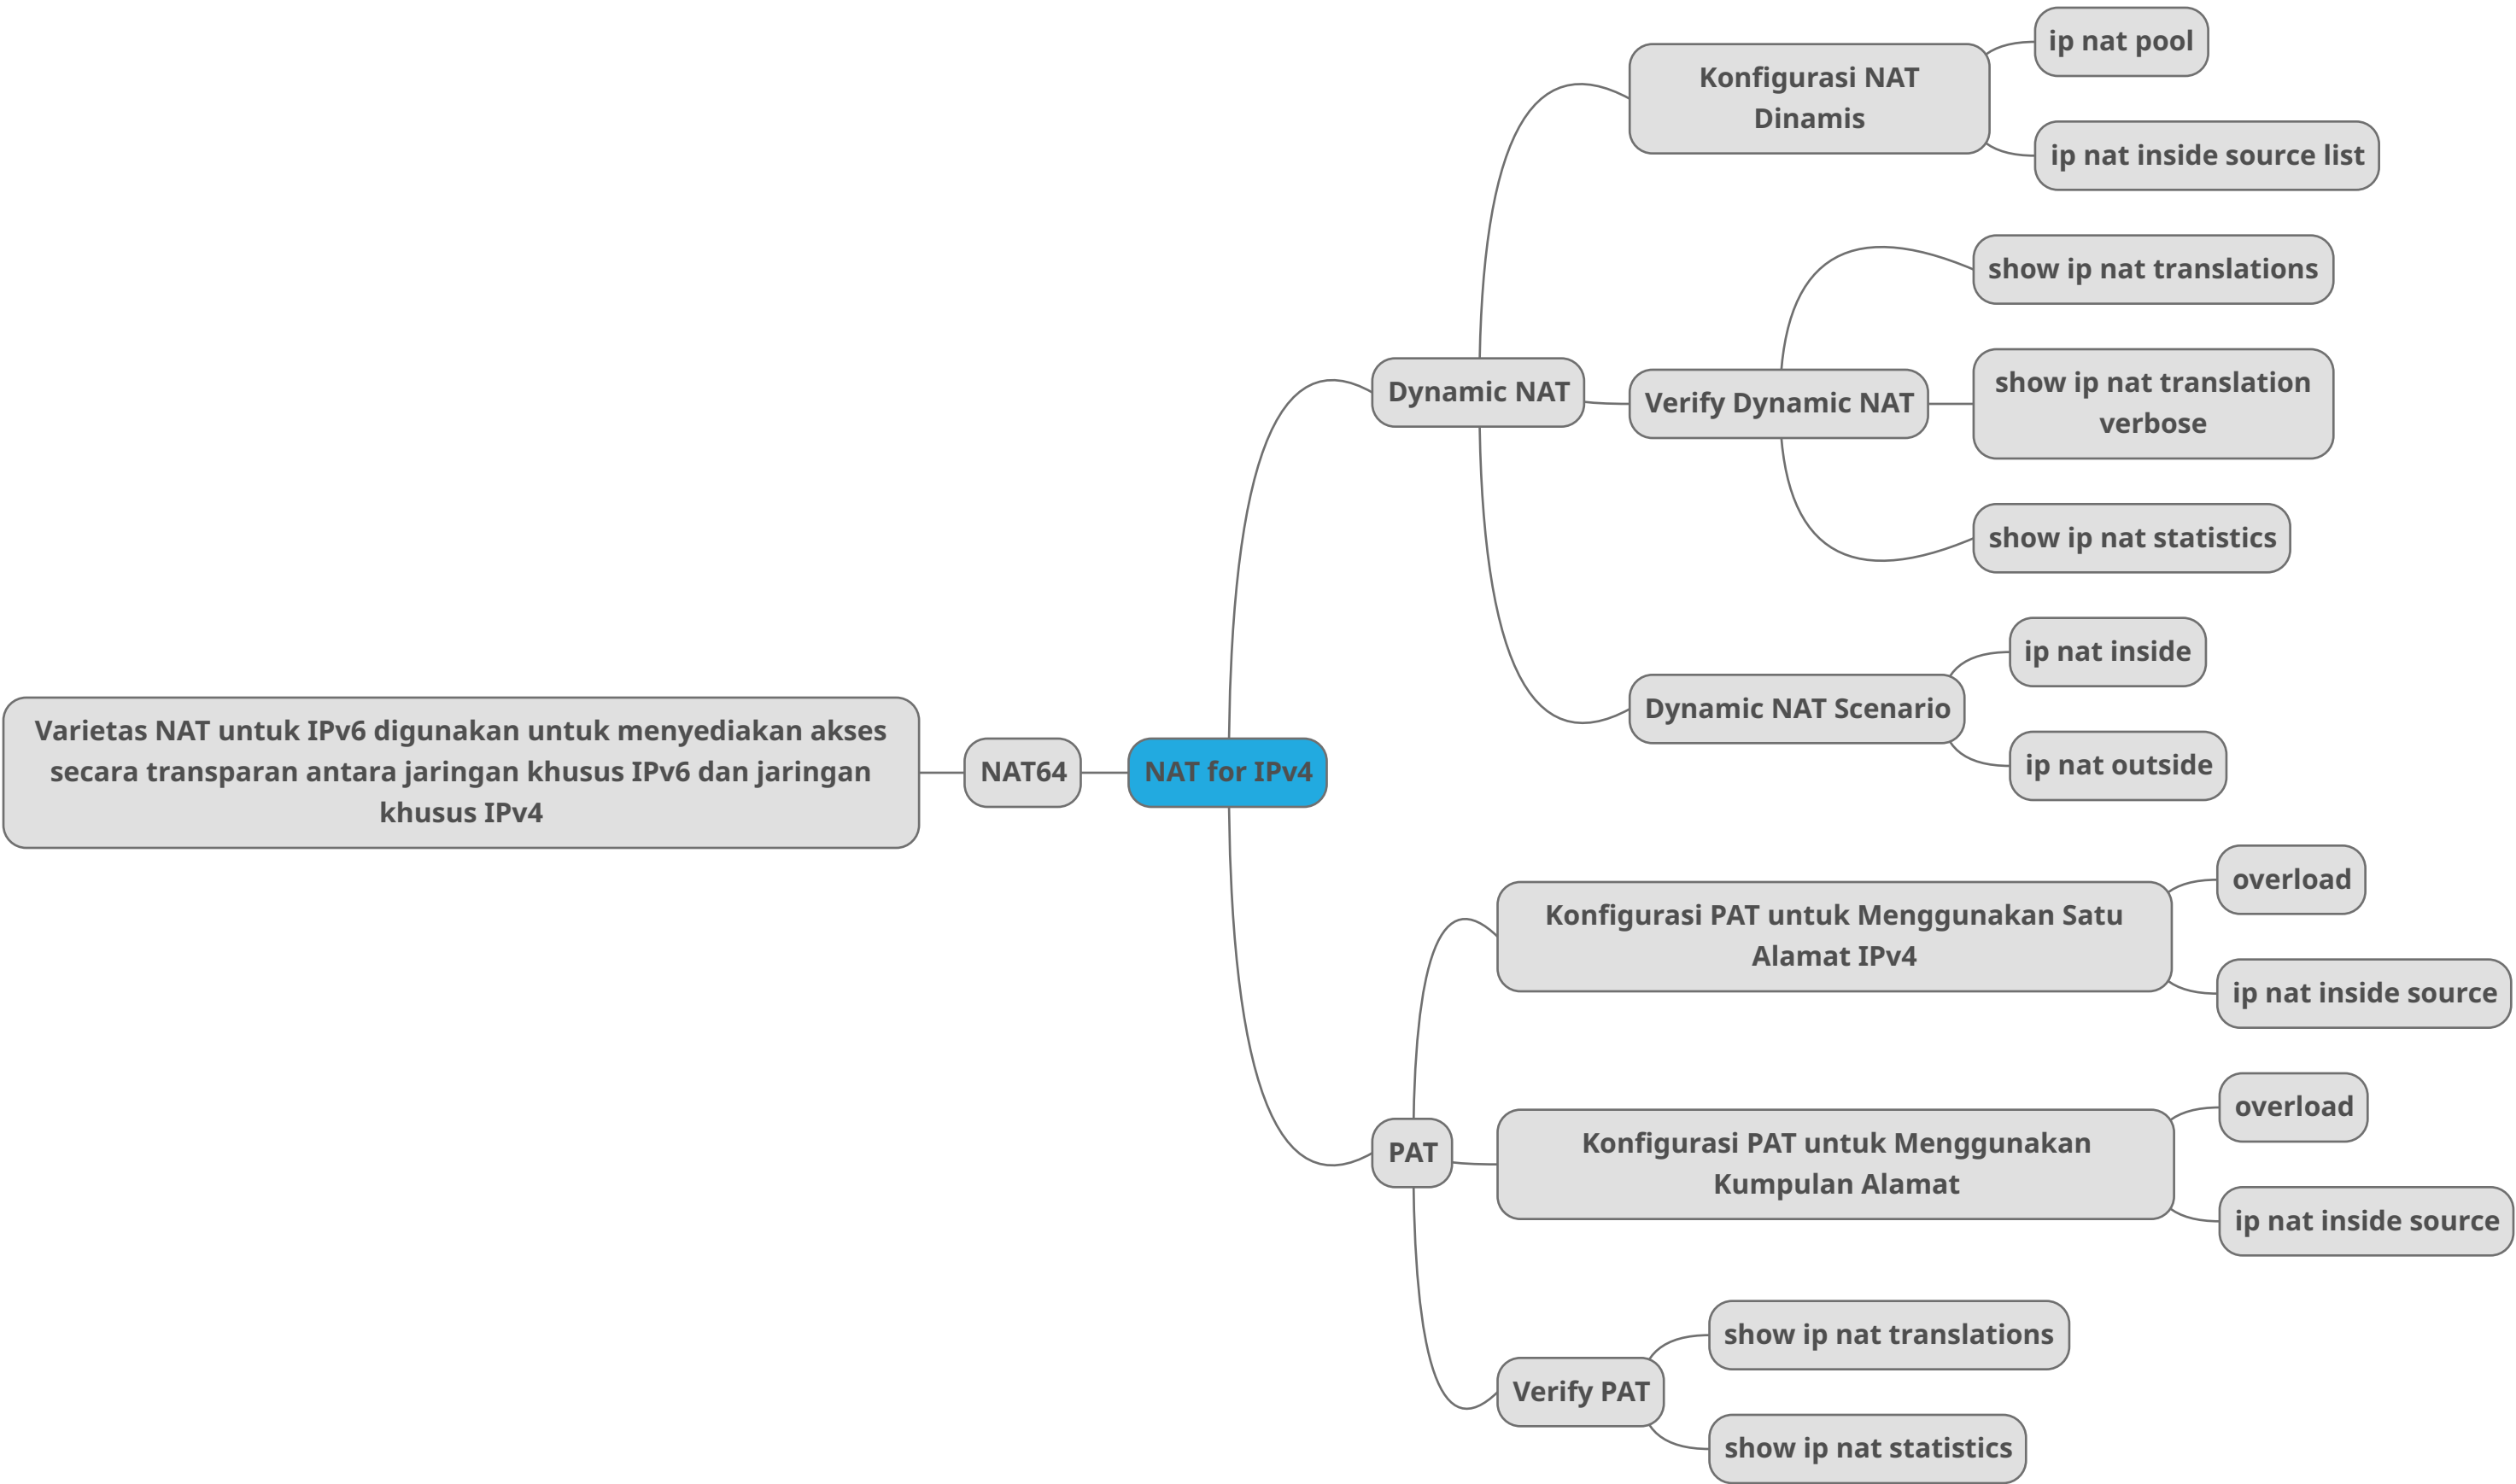 ip nat pool
Konfigurasi NAT
Dinamis
ip nat inside source list
show ip nat translations
Dynamic NAT
Verify Dynamic NAT
show ip nat translation
verbose
show ip nat statistics
ip nat inside
Dynamic NAT Scenario
ip nat outside
Varietas NAT untuk IPv6 digunakan untuk menyediakan akses
secara transparan antara jaringan khusus IPv6 dan jaringan
khusus IPv4
NAT64
NAT for IPv4
overload
Konfigurasi PAT untuk Menggunakan Satu
Alamat IPv4
ip nat inside source
overload
PAT
Konfigurasi PAT untuk Menggunakan
Kumpulan Alamat
ip nat inside source
show ip nat translations
Verify PAT
show ip nat statistics